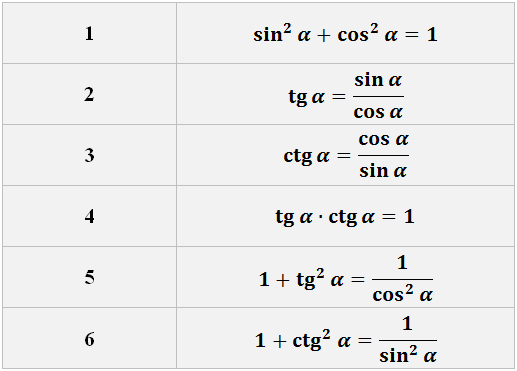 1 sin² α + cos² α = 1
2 tg α = sin α / cos α
3 ctg α = cos α / sin α
4 tg α · ctg α = 1
5 1 + tg² α = 1 / cos² α
6 1 + ctg² α = 1 / sin² α